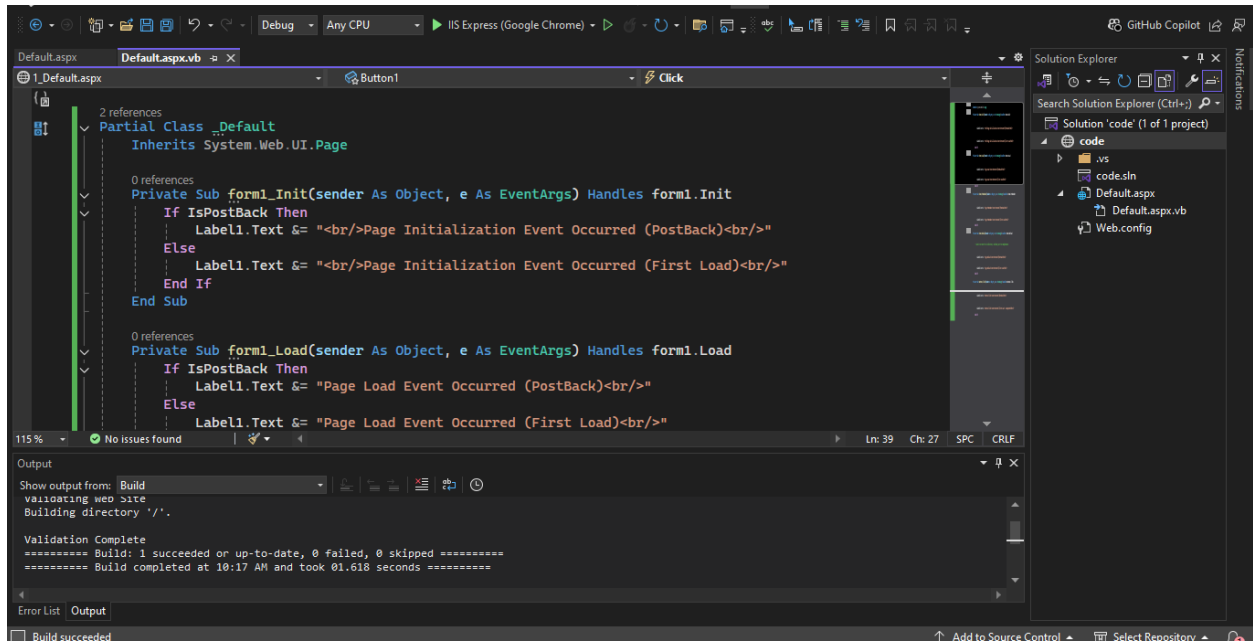 Debug Any CPU IIS Express (Google Chrome) GitHub Copilot
Default.aspx Default.aspx.vb
1_Default.aspx Button1 Click
2 references
Partial Class _Default
Inherits System.Web.UI.Page
0 references
Private Sub form1_Init(sender As Object, e As EventArgs) Handles form1.Init
If IsPostBack Then
Label1.Text &= "<br/>Page Initialization Event Occurred (PostBack)<br/>"
Else
Label1.Text &= "<br/>Page Initialization Event Occurred (First Load)<br/>"
End If
End Sub
0 references
Private Sub form1_Load(sender As Object, e As EventArgs) Handles form1.Load
If IsPostBack Then
Label1.Text &= "Page Load Event Occurred (PostBack)<br/>"
Else
Label1.Text &= "Page Load Event Occurred (First Load)<br/>"
115 % No issues found Ln: 39 Ch: 27 SPC CRLF
Output
Show output from: Build
Validating Web Site
Building directory '/'.
Validation Complete
========== Build: 1 succeeded or up-to-date, 0 failed, 0 skipped ==========
========== Build completed at 10:17 AM and took 01.618 seconds ==========
Error List Output
Build succeeded Add to Source Control Select Repository
Solution Explorer
Search Solution Explorer (Ctrl+;)
Solution 'code' (1 of 1 project)
code
.vs
code.sln
Default.aspx
Default.aspx.vb
Web.config
Notifications